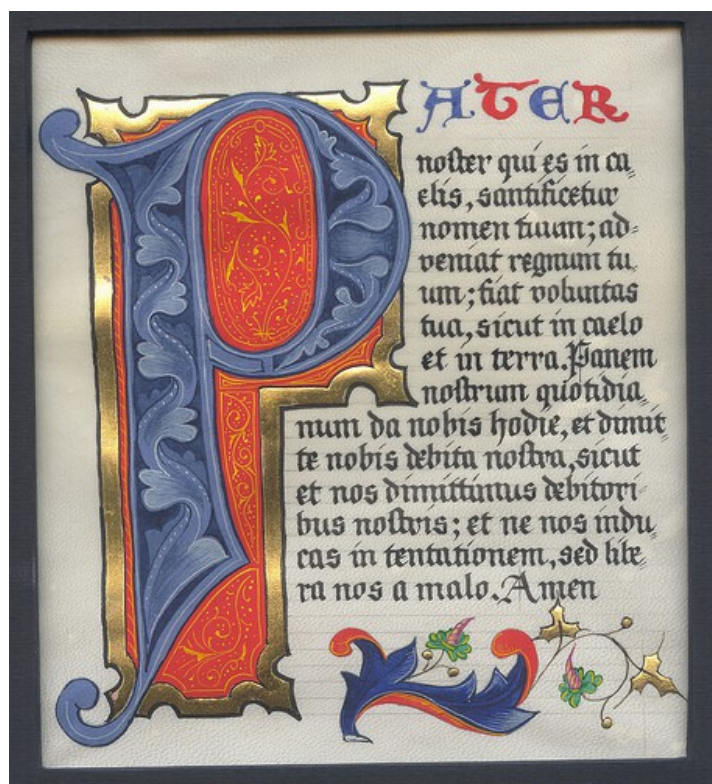 PATER
noster qui es in ca
elis, santificetur
nomen tuum; ad=
veniat regnum tu
um; fiat voluntas
tua, sicut in caelo
et in terra. Panem
nostrum quotidia
num da nobis hodie, et dimit
te nobis debita nostra, sicut
et nos dimittimus debitori
bus nostris; et ne nos indu
cas in tentationem, sed libe
ra nos a malo. Amen